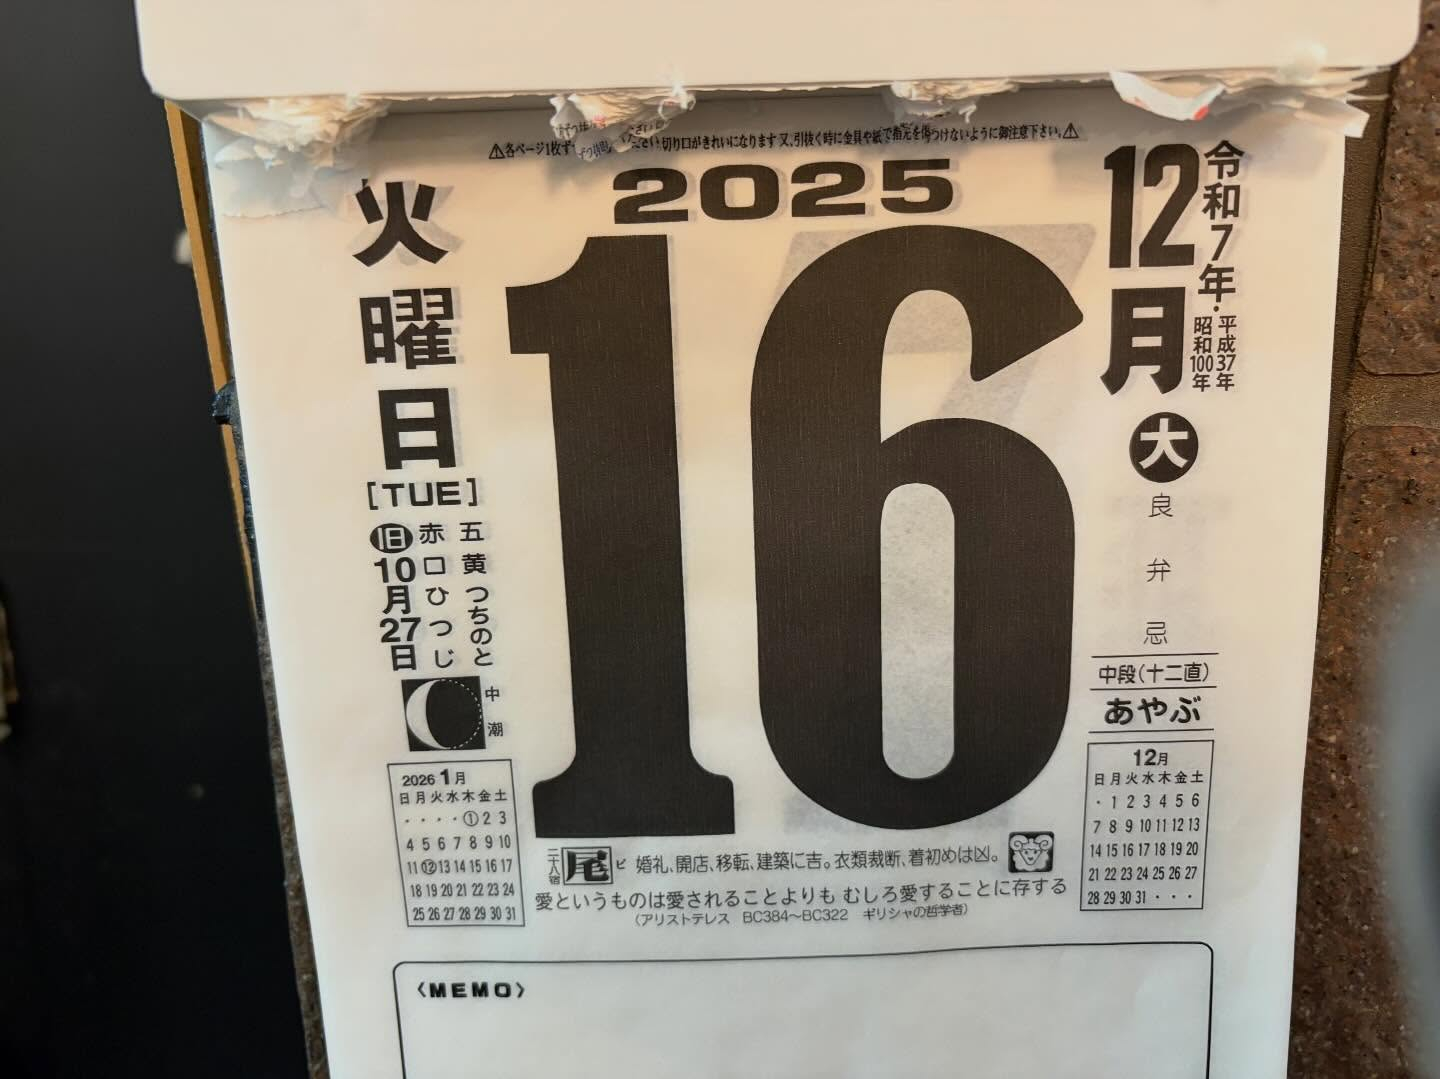 ⚠各ページ1枚ず
切り口がきれいになります 又、引抜く時に金具や紙で指元を傷つけないように御注意下さい。⚠
2025
12月
令和7年・平成37年
昭和100年
火曜日
[TUE]
16
大
良弁忌
中段(十二直)
あやぶ
旧10月27日
赤口ひつじ
五黄つちのと
中潮
2026 1月
日月火水木金土
・・・・①2 3
4 5 6 7 8 9 10
11 ⑫ 13 14 15 16 17
18 19 20 21 22 23 24
25 26 27 28 29 30 31
12月
日月火水木金土
・ 1 2 3 4 5 6
7 8 9 10 11 12 13
14 15 16 17 18 19 20
21 22 23 24 25 26 27
28 29 30 31 ・・・
二十八宿 尾 ビ 婚礼、開店、移転、建築に吉。衣類裁断、着初めは凶。
愛というものは愛されることよりも むしろ愛することに存する
(アリストテレス BC384〜BC322 ギリシャの哲学者)
〈MEMO〉